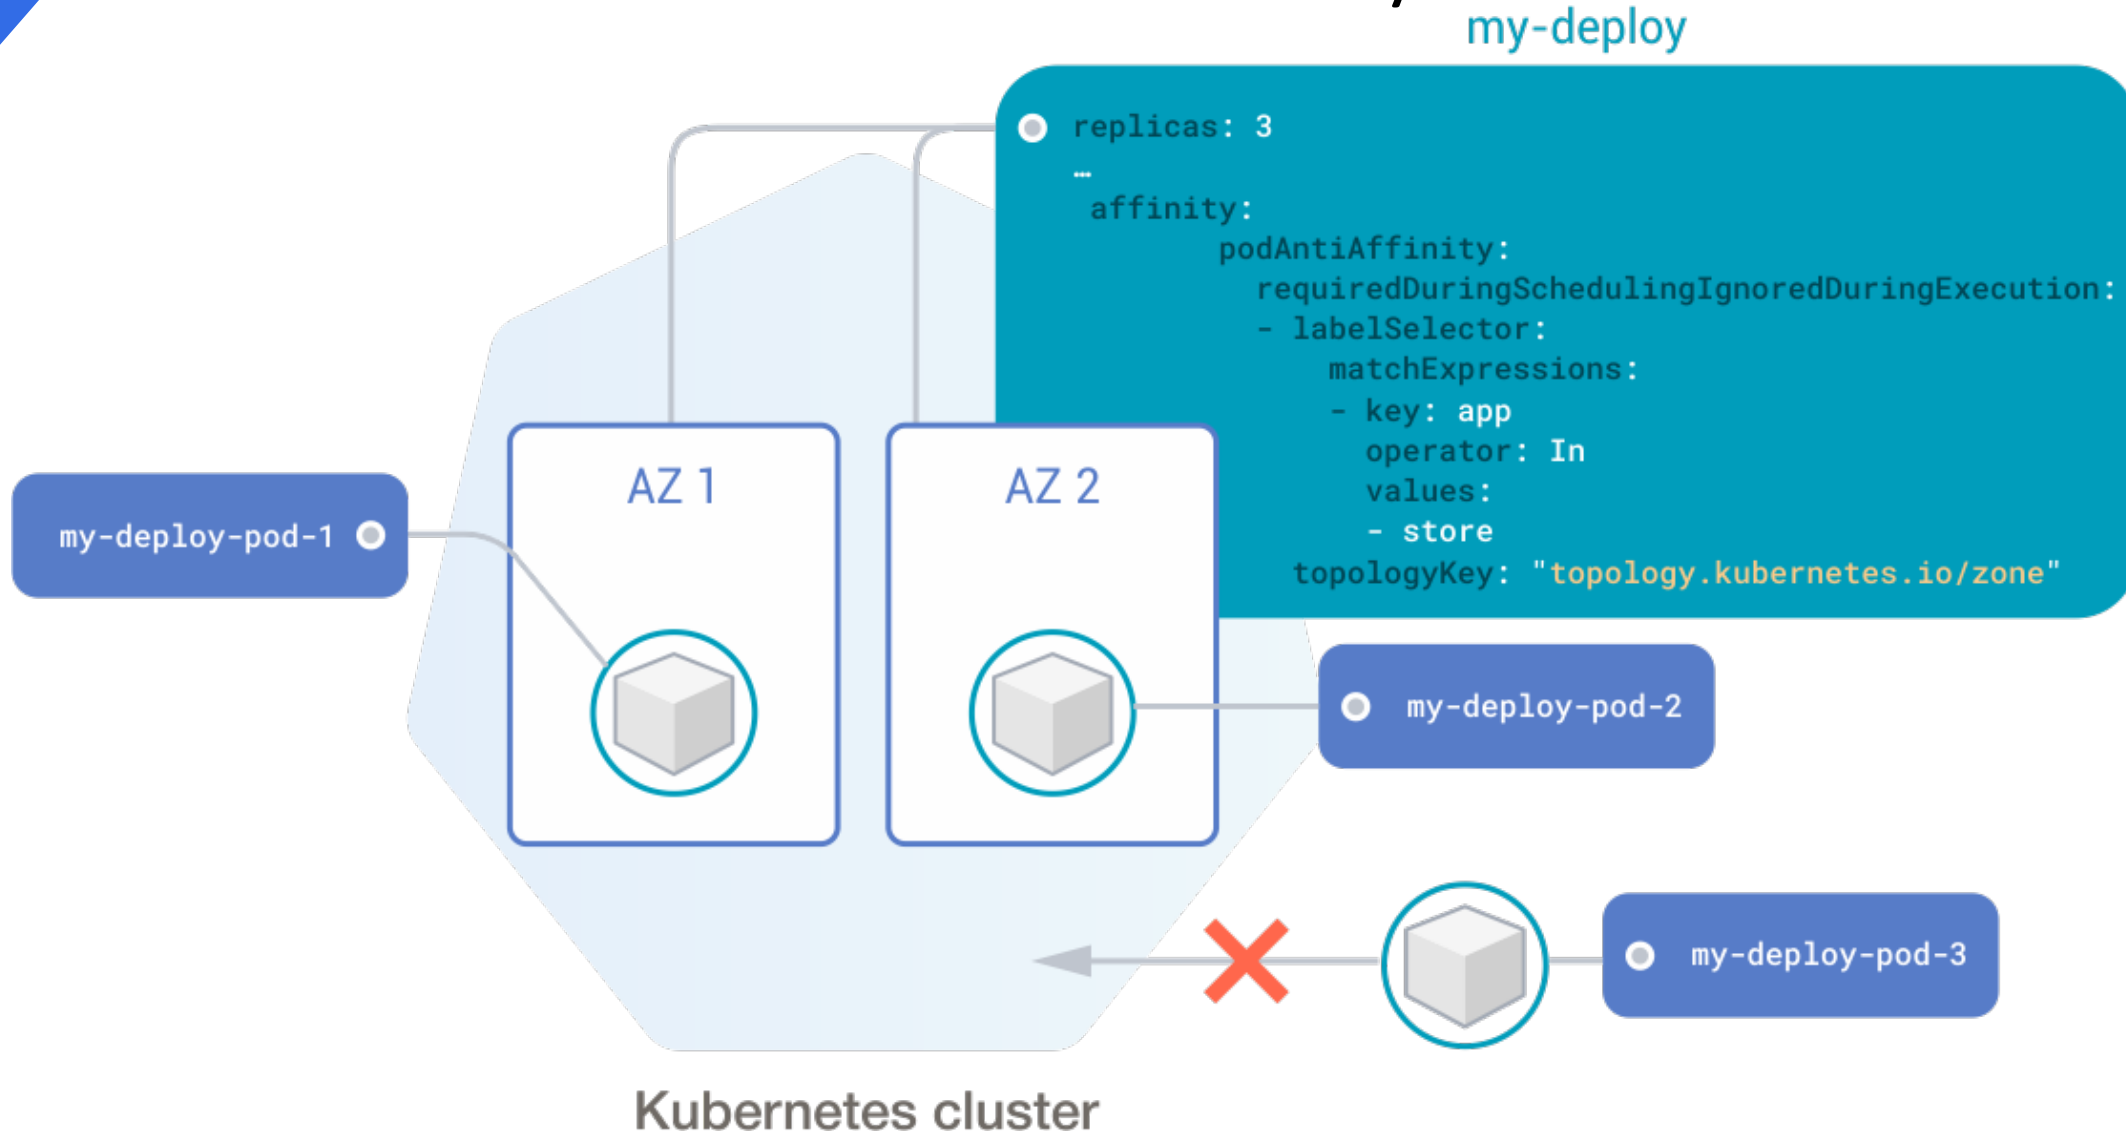 my-deploy
replicas: 3
…
affinity:
podAntiAffinity:
requiredDuringSchedulingIgnoredDuringExecution:
- labelSelector:
matchExpressions:
- key: app
operator: In
values:
- store
topologyKey: "topology.kubernetes.io/zone"
AZ 1
AZ 2
my-deploy-pod-1
my-deploy-pod-2
my-deploy-pod-3
Kubernetes cluster